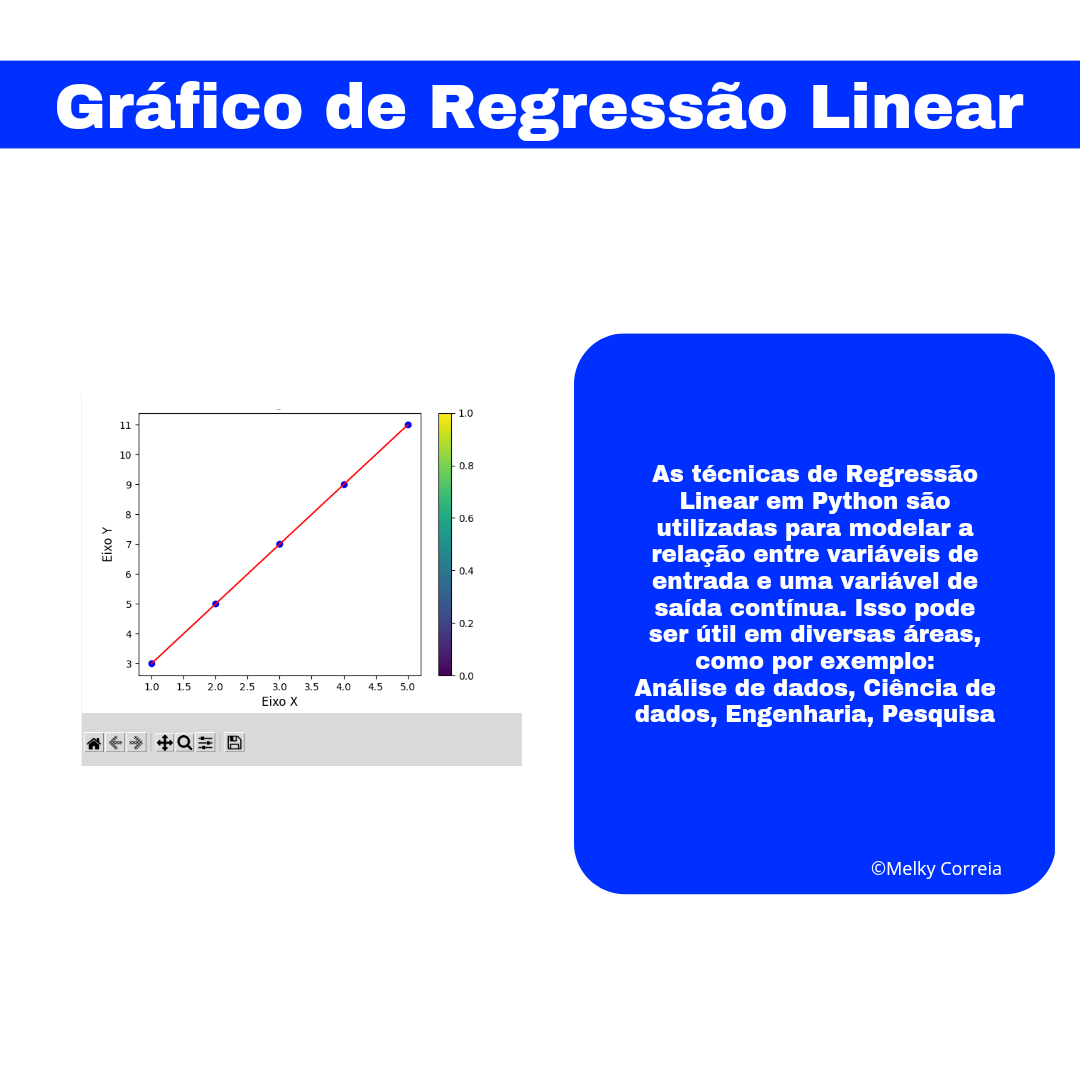 Gráfico de Regressão Linear
11
10
9
8
7
6
5
4
3
Eixo Y
1.0
1.5
2.0
2.5
3.0
3.5
4.0
4.5
5.0
Eixo X
1.0
0.8
0.6
0.4
0.2
0.0
As técnicas de Regressão
Linear em Python são
utilizadas para modelar a
relação entre variáveis de
entrada e uma variável de
saída contínua. Isso pode
ser útil em diversas áreas,
como por exemplo:
Análise de dados, Ciência de
dados, Engenharia, Pesquisa
©Melky Correia